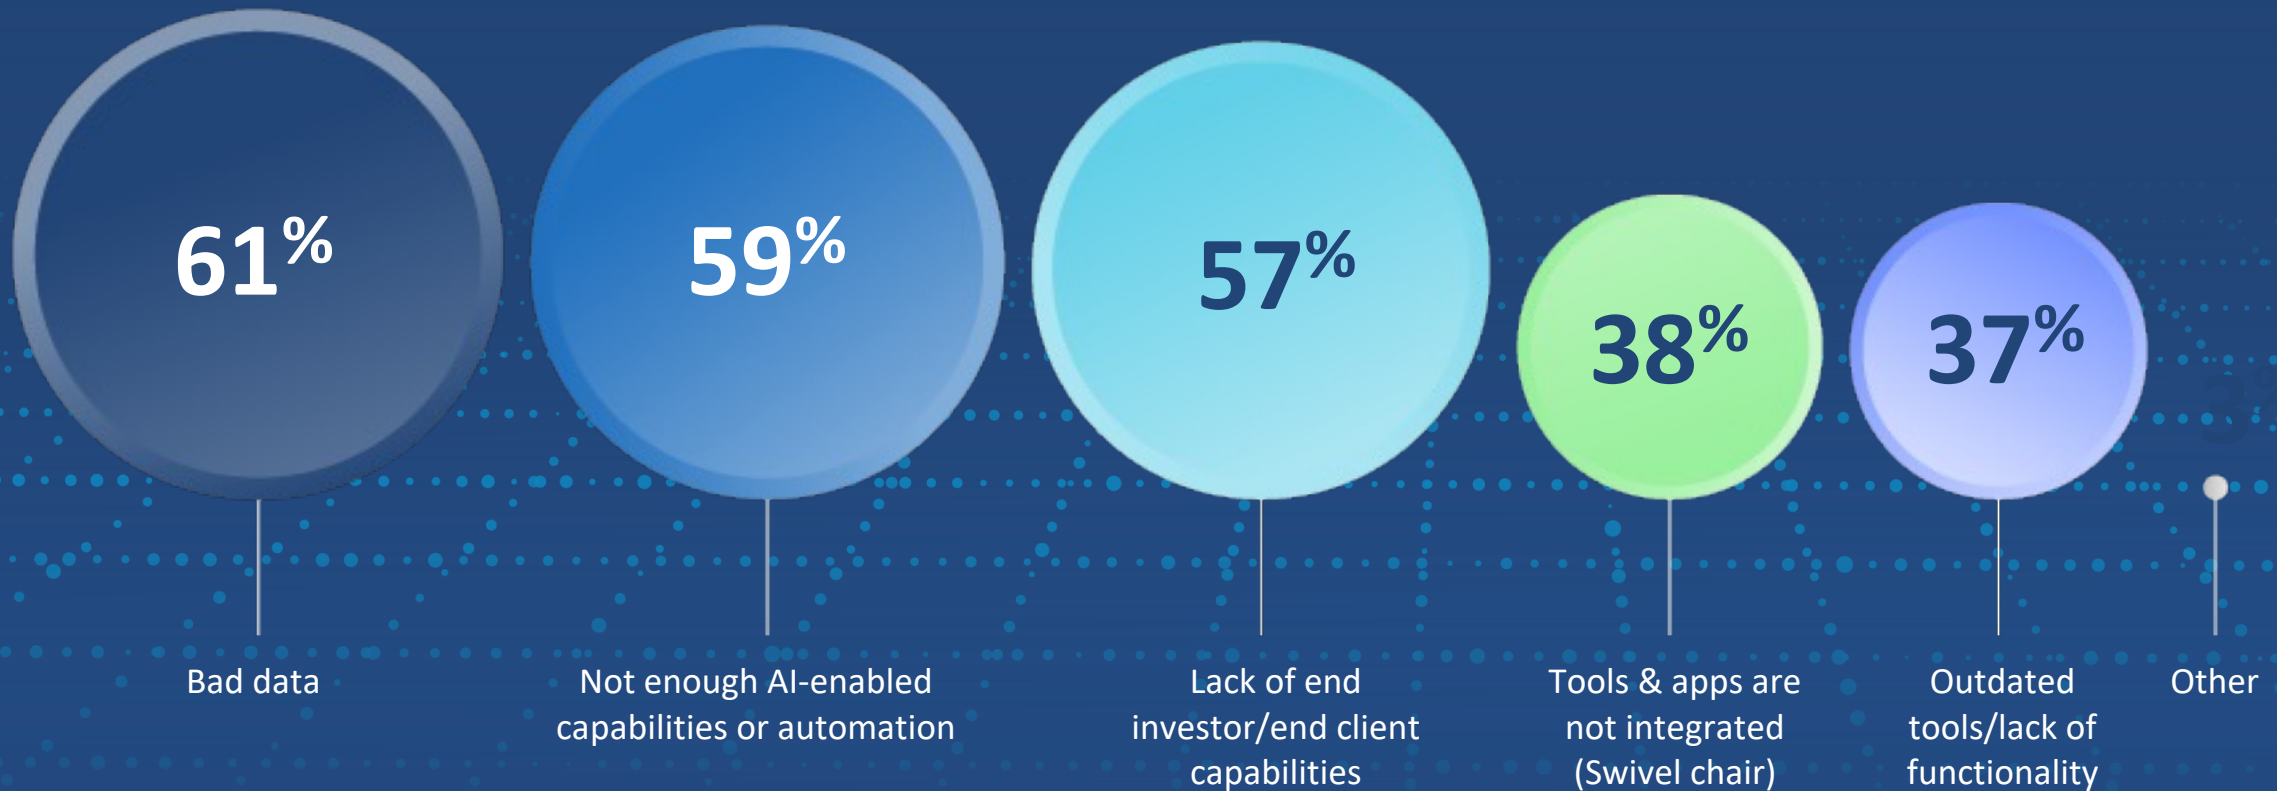 61%
59%
57%
38%
37%
3%
Bad data
Not enough AI-enabled
capabilities or automation
Lack of end
investor/end client
capabilities
Tools & apps are
not integrated
(Swivel chair)
Outdated
tools/lack of
functionality
Other